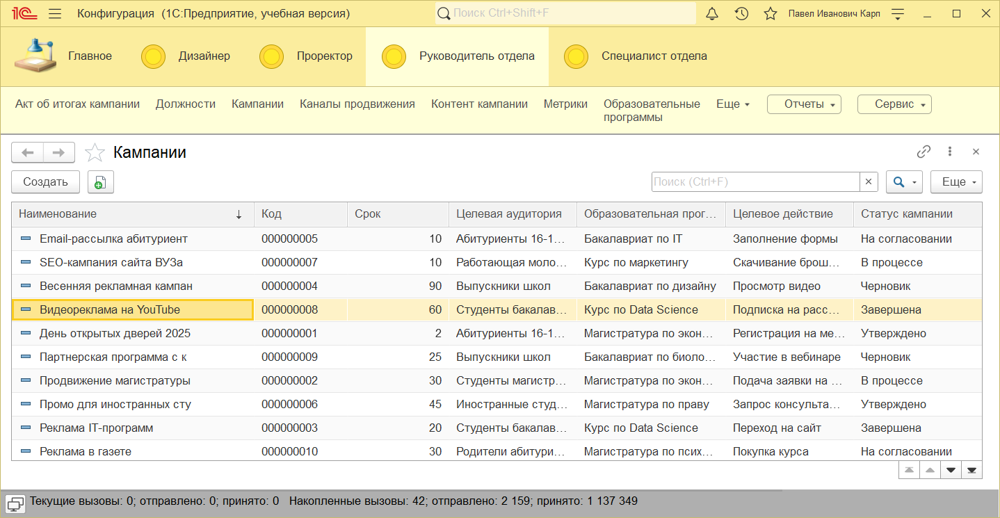 1С Конфигурация (1С:Предприятие, учебная версия) Поиск Ctrl+Shift+F Павел Иванович Карп
Главное Дизайнер Проректор Руководитель отдела Специалист отдела
Акт об итогах кампании Должности Кампании Каналы продвижения Контент кампании Метрики Образовательные программы Еще Отчеты Сервис
Кампании
Создать Поиск (Ctrl+F) × Еще
Наименование ↓ Код Срок Целевая аудитория Образовательная прог... Целевое действие Статус кампании
Email-рассылка абитуриент 000000005 10 Абитуриенты 16-1... Бакалавриат по IT Заполнение формы На согласовании
SEO-кампания сайта ВУЗа 000000007 10 Работающая моло... Курс по маркетингу Скачивание брош... В процессе
Весенняя рекламная кампан 000000004 90 Выпускники школ Бакалавриат по дизайну Просмотр видео Черновик
Видеореклама на YouTube 000000008 60 Студенты бакалав... Курс по Data Science Подписка на расс... Завершена
День открытых дверей 2025 000000001 2 Абитуриенты 16-1... Магистратура по экон... Регистрация на ме... Утверждено
Партнерская программа с к 000000009 25 Выпускники школ Бакалавриат по биоло... Участие в вебинаре Черновик
Продвижение магистратуры 000000002 30 Студенты магистр... Магистратура по экон... Подача заявки на ... В процессе
Промо для иностранных сту 000000006 45 Иностранные студ... Магистратура по праву Запрос консульта... Утверждено
Реклама IT-программ 000000003 20 Студенты бакалав... Курс по Data Science Переход на сайт Завершена
Реклама в газете 000000010 30 Родители абитури... Магистратура по псих... Покупка курса На согласовании
Текущие вызовы: 0; отправлено: 0; принято: 0 Накопленные вызовы: 42; отправлено: 2 159; принято: 1 137 349